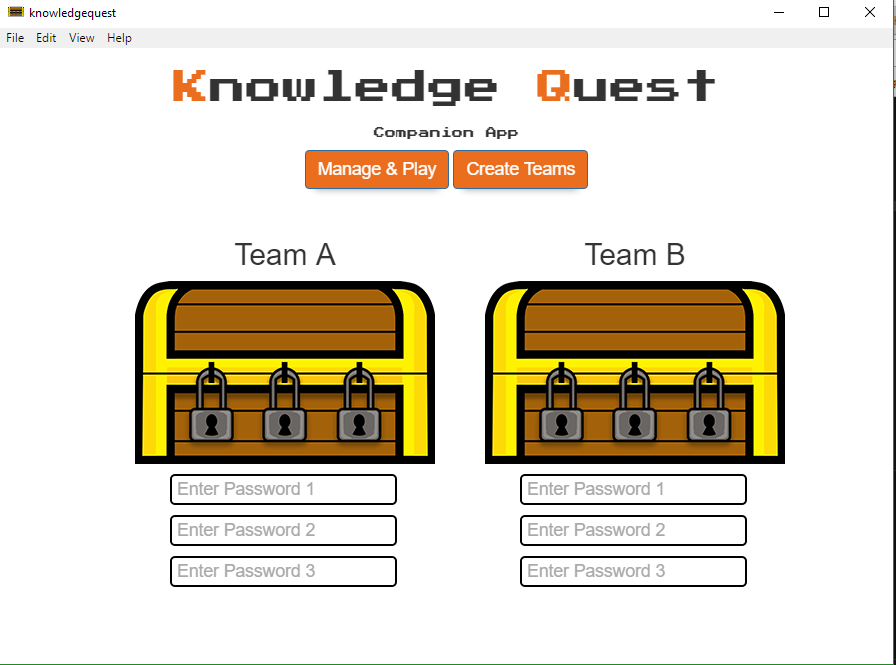 knowledgequest
File Edit View Help
Knowledge Quest
Companion App
Manage & Play Create Teams
Team A Team B
Enter Password 1 Enter Password 1
Enter Password 2 Enter Password 2
Enter Password 3 Enter Password 3